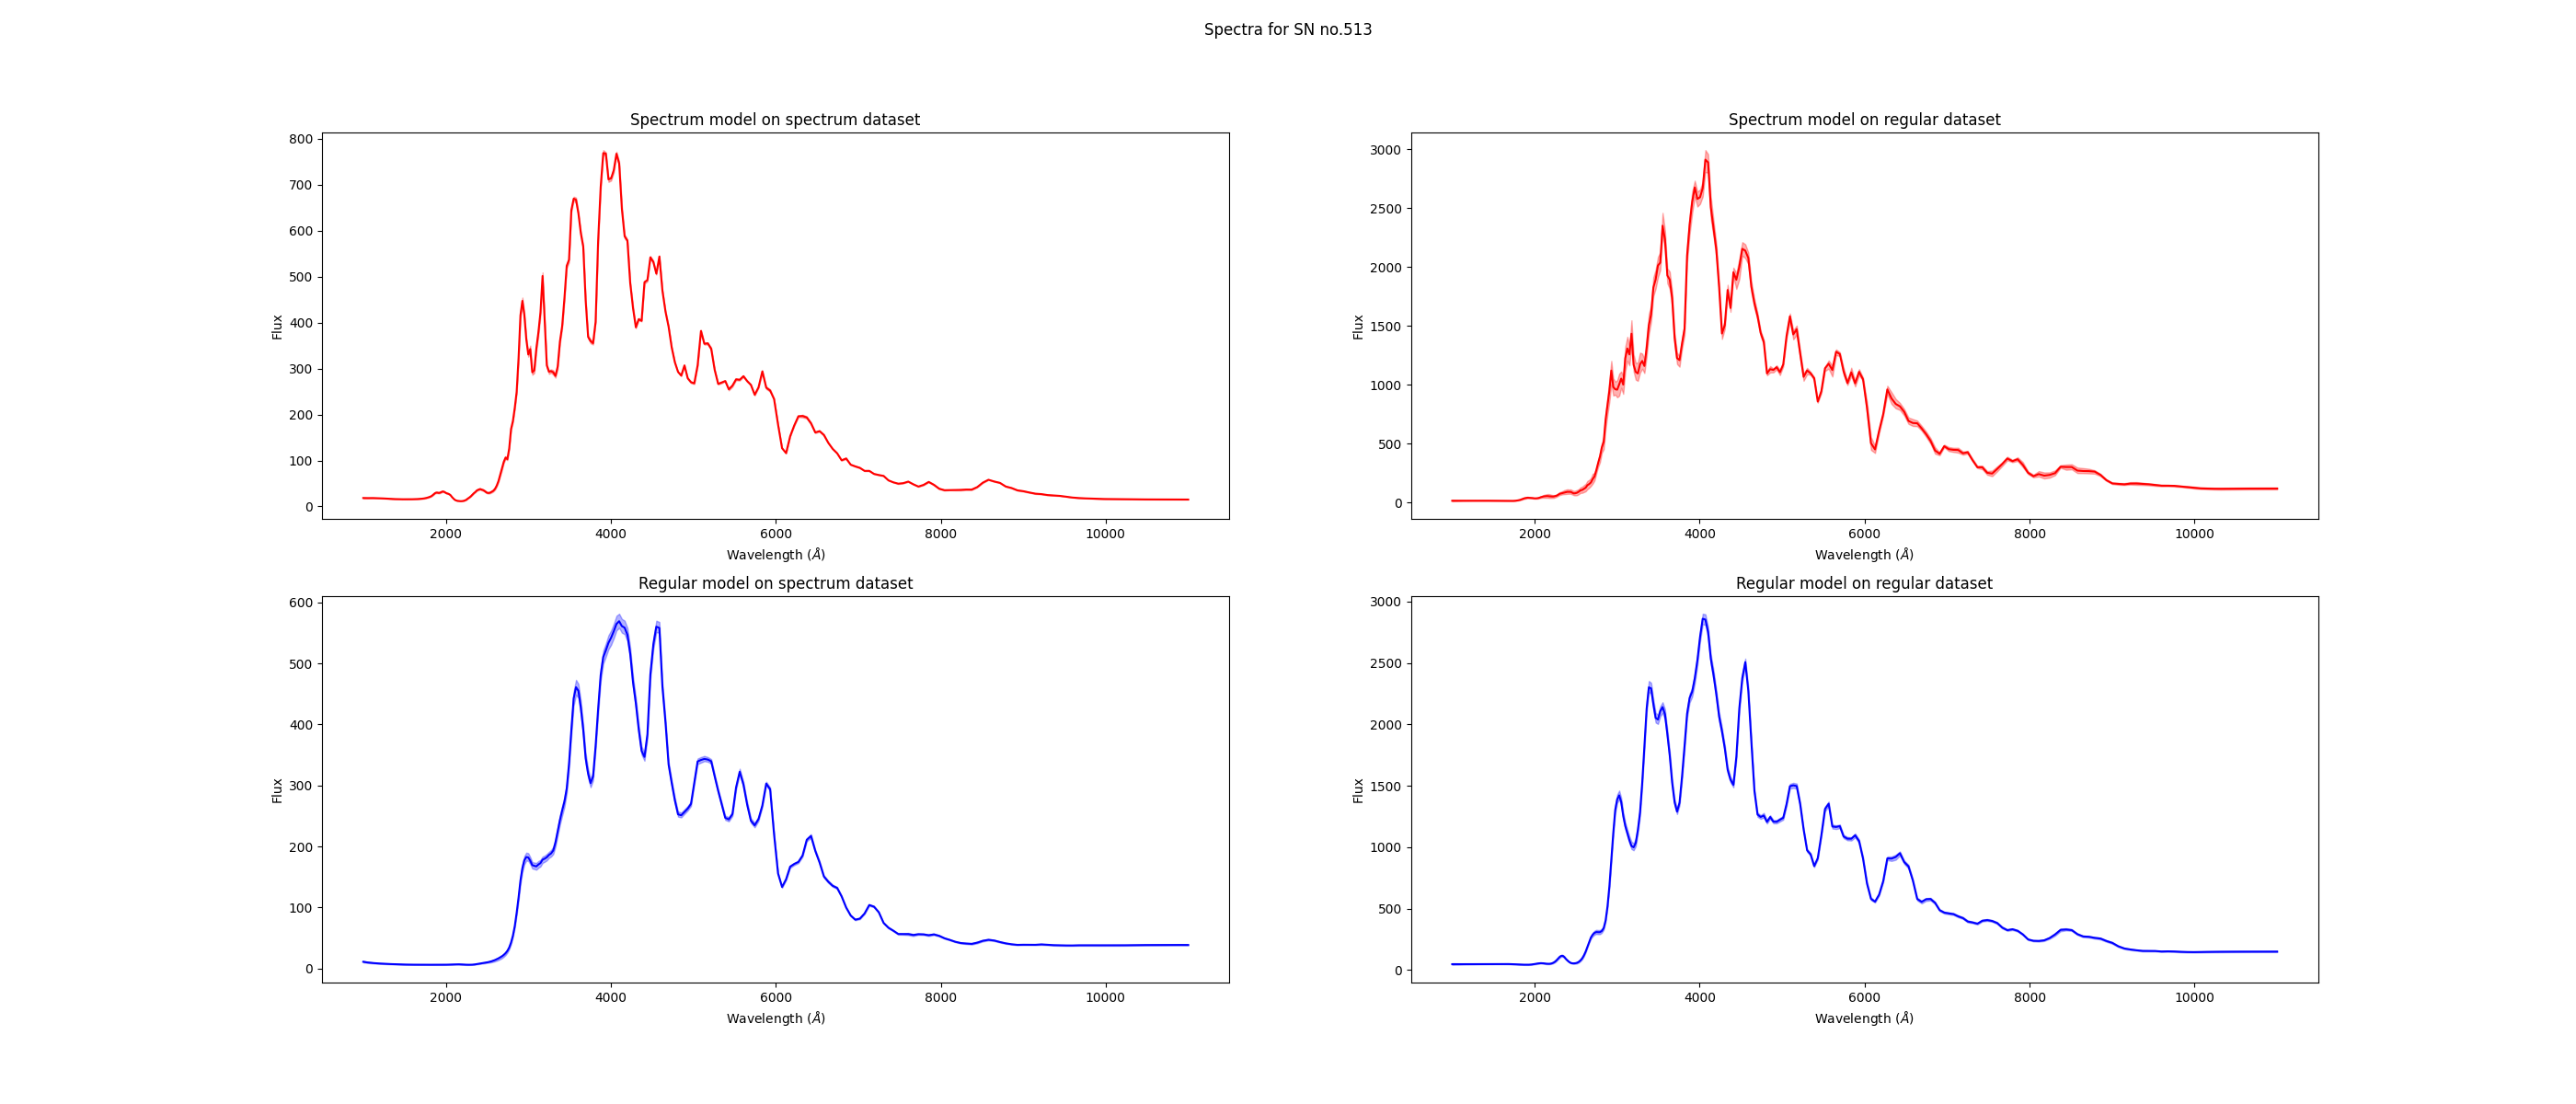 Spectra for SN no.513
Spectrum model on spectrum dataset
800
700
600
500
400
300
200
100
0
Flux
2000 4000 6000 8000 10000
Wavelength (Å)
Spectrum model on regular dataset
3000
2500
2000
1500
1000
500
0
Flux
2000 4000 6000 8000 10000
Wavelength (Å)
Regular model on spectrum dataset
600
500
400
300
200
100
0
Flux
2000 4000 6000 8000 10000
Wavelength (Å)
Regular model on regular dataset
3000
2500
2000
1500
1000
500
0
Flux
2000 4000 6000 8000 10000
Wavelength (Å)